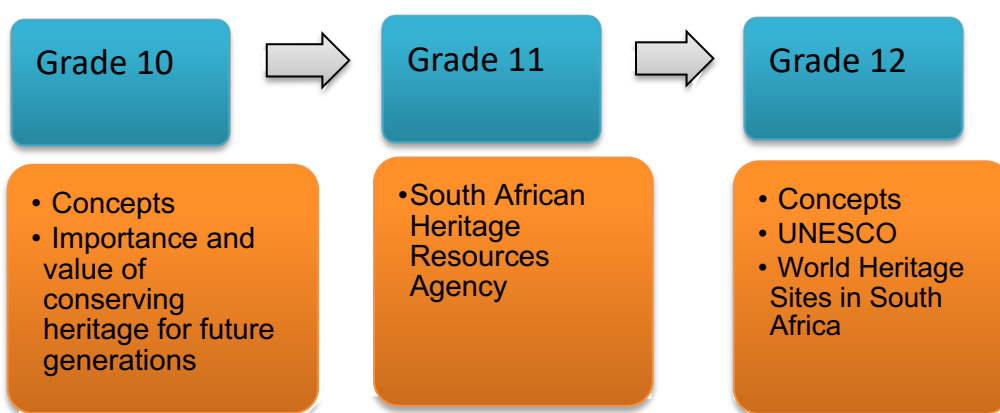 Grade 10
Grade 11
Grade 12
• Concepts
• Importance and
value of
conserving
heritage for future
generations
•South African
Heritage
Resources
Agency
• Concepts
• UNESCO
• World Heritage
Sites in South
Africa